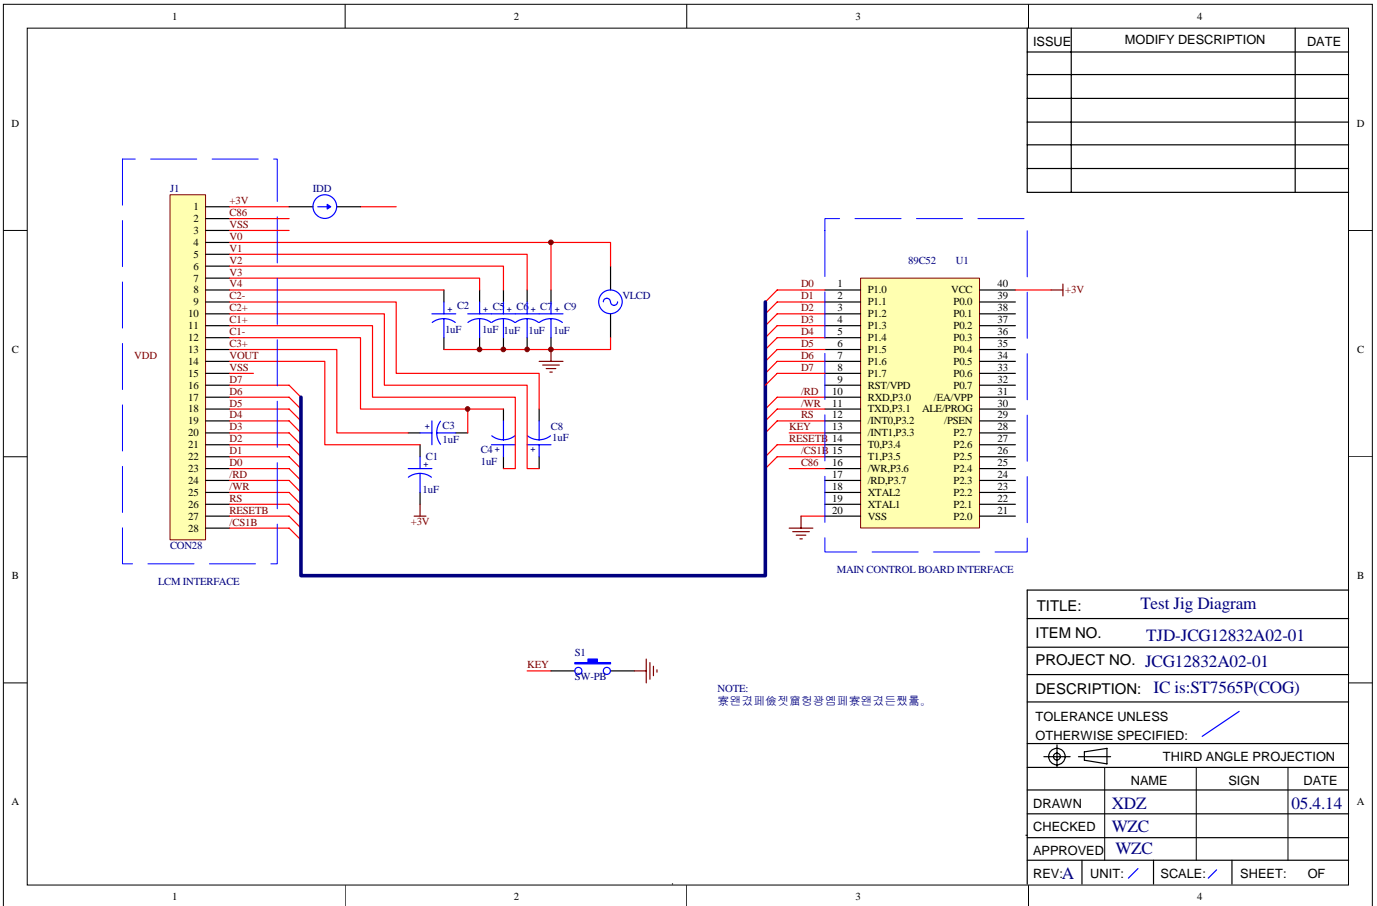 1 2 3 4
D D
C C
B B
A A
1 2 3 4
ISSUE MODIFY DESCRIPTION DATE
J1
1 +3V
2 C86
3 VSS
4 V0
5 V1
6 V2
7 V3
8 V4
9 C2-
10 C2+
11 C1+
12 C1-
13 C3+
14 VOUT
15 VSS
16 D7
17 D6
18 D5
19 D4
20 D3
21 D2
22 D1
23 D0
24 /RD
25 /WR
26 RS
27 RESETB
28 /CS1B
CON28
VDD
LCM INTERFACE
IDD
VLCD
+ C2
1uF
+ C5
1uF
+ C6
1uF
+ C7
1uF
+ C9
1uF
+ C3
1uF
C4 +
1uF
C8
1uF
+
C1
+
1uF
+3V
89C52 U1
D0 1 P1.0 VCC 40 +3V
D1 2 P1.1 P0.0 39
D2 3 P1.2 P0.1 38
D3 4 P1.3 P0.2 37
D4 5 P1.4 P0.3 36
D5 6 P1.5 P0.4 35
D6 7 P1.6 P0.5 34
D7 8 P1.7 P0.6 33
9 RST/VPD P0.7 32
/RD 10 RXD,P3.0 /EA/VPP 31
/WR 11 TXD,P3.1 ALE/PROG 30
RS 12 /INT0,P3.2 /PSEN 29
KEY 13 /INT1,P3.3 P2.7 28
RESETB 14 T0,P3.4 P2.6 27
/CS1B 15 T1,P3.5 P2.5 26
C86 16 /WR,P3.6 P2.4 25
17 /RD,P3.7 P2.3 24
18 XTAL2 P2.2 23
19 XTAL1 P2.1 22
20 VSS P2.0 21
MAIN CONTROL BOARD INTERFACE
KEY
S1
SW-PB
NOTE:
TITLE: Test Jig Diagram
ITEM NO. TJD-JCG12832A02-01
PROJECT NO. JCG12832A02-01
DESCRIPTION: IC is:ST7565P(COG)
TOLERANCE UNLESS
OTHERWISE SPECIFIED: /
THIRD ANGLE PROJECTION
NAME SIGN DATE
DRAWN XDZ 05.4.14
CHECKED WZC
APPROVED WZC
REV:A UNIT: / SCALE: / SHEET: OF